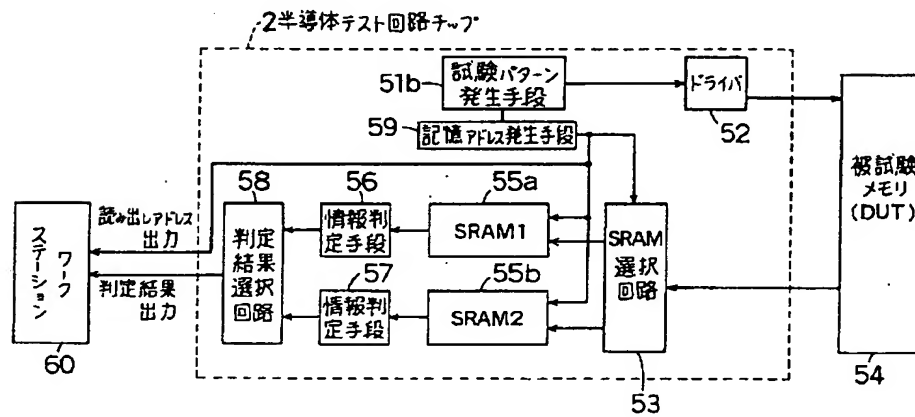 2半導体テスト回路チップ
51b
試験パターン
発生手段
ドライバ
52
59
記憶アドレス発生手段
被試験
メモリ
(DUT)
54
58
56
55a
情報判
定手段
SRAM1
SRAM
選択
回路
53
読み出しアドレス
出力
判定
結果
選択
回路
57
55b
情報判
定手段
SRAM2
判定結果
出力
ワーク
ステーション
60